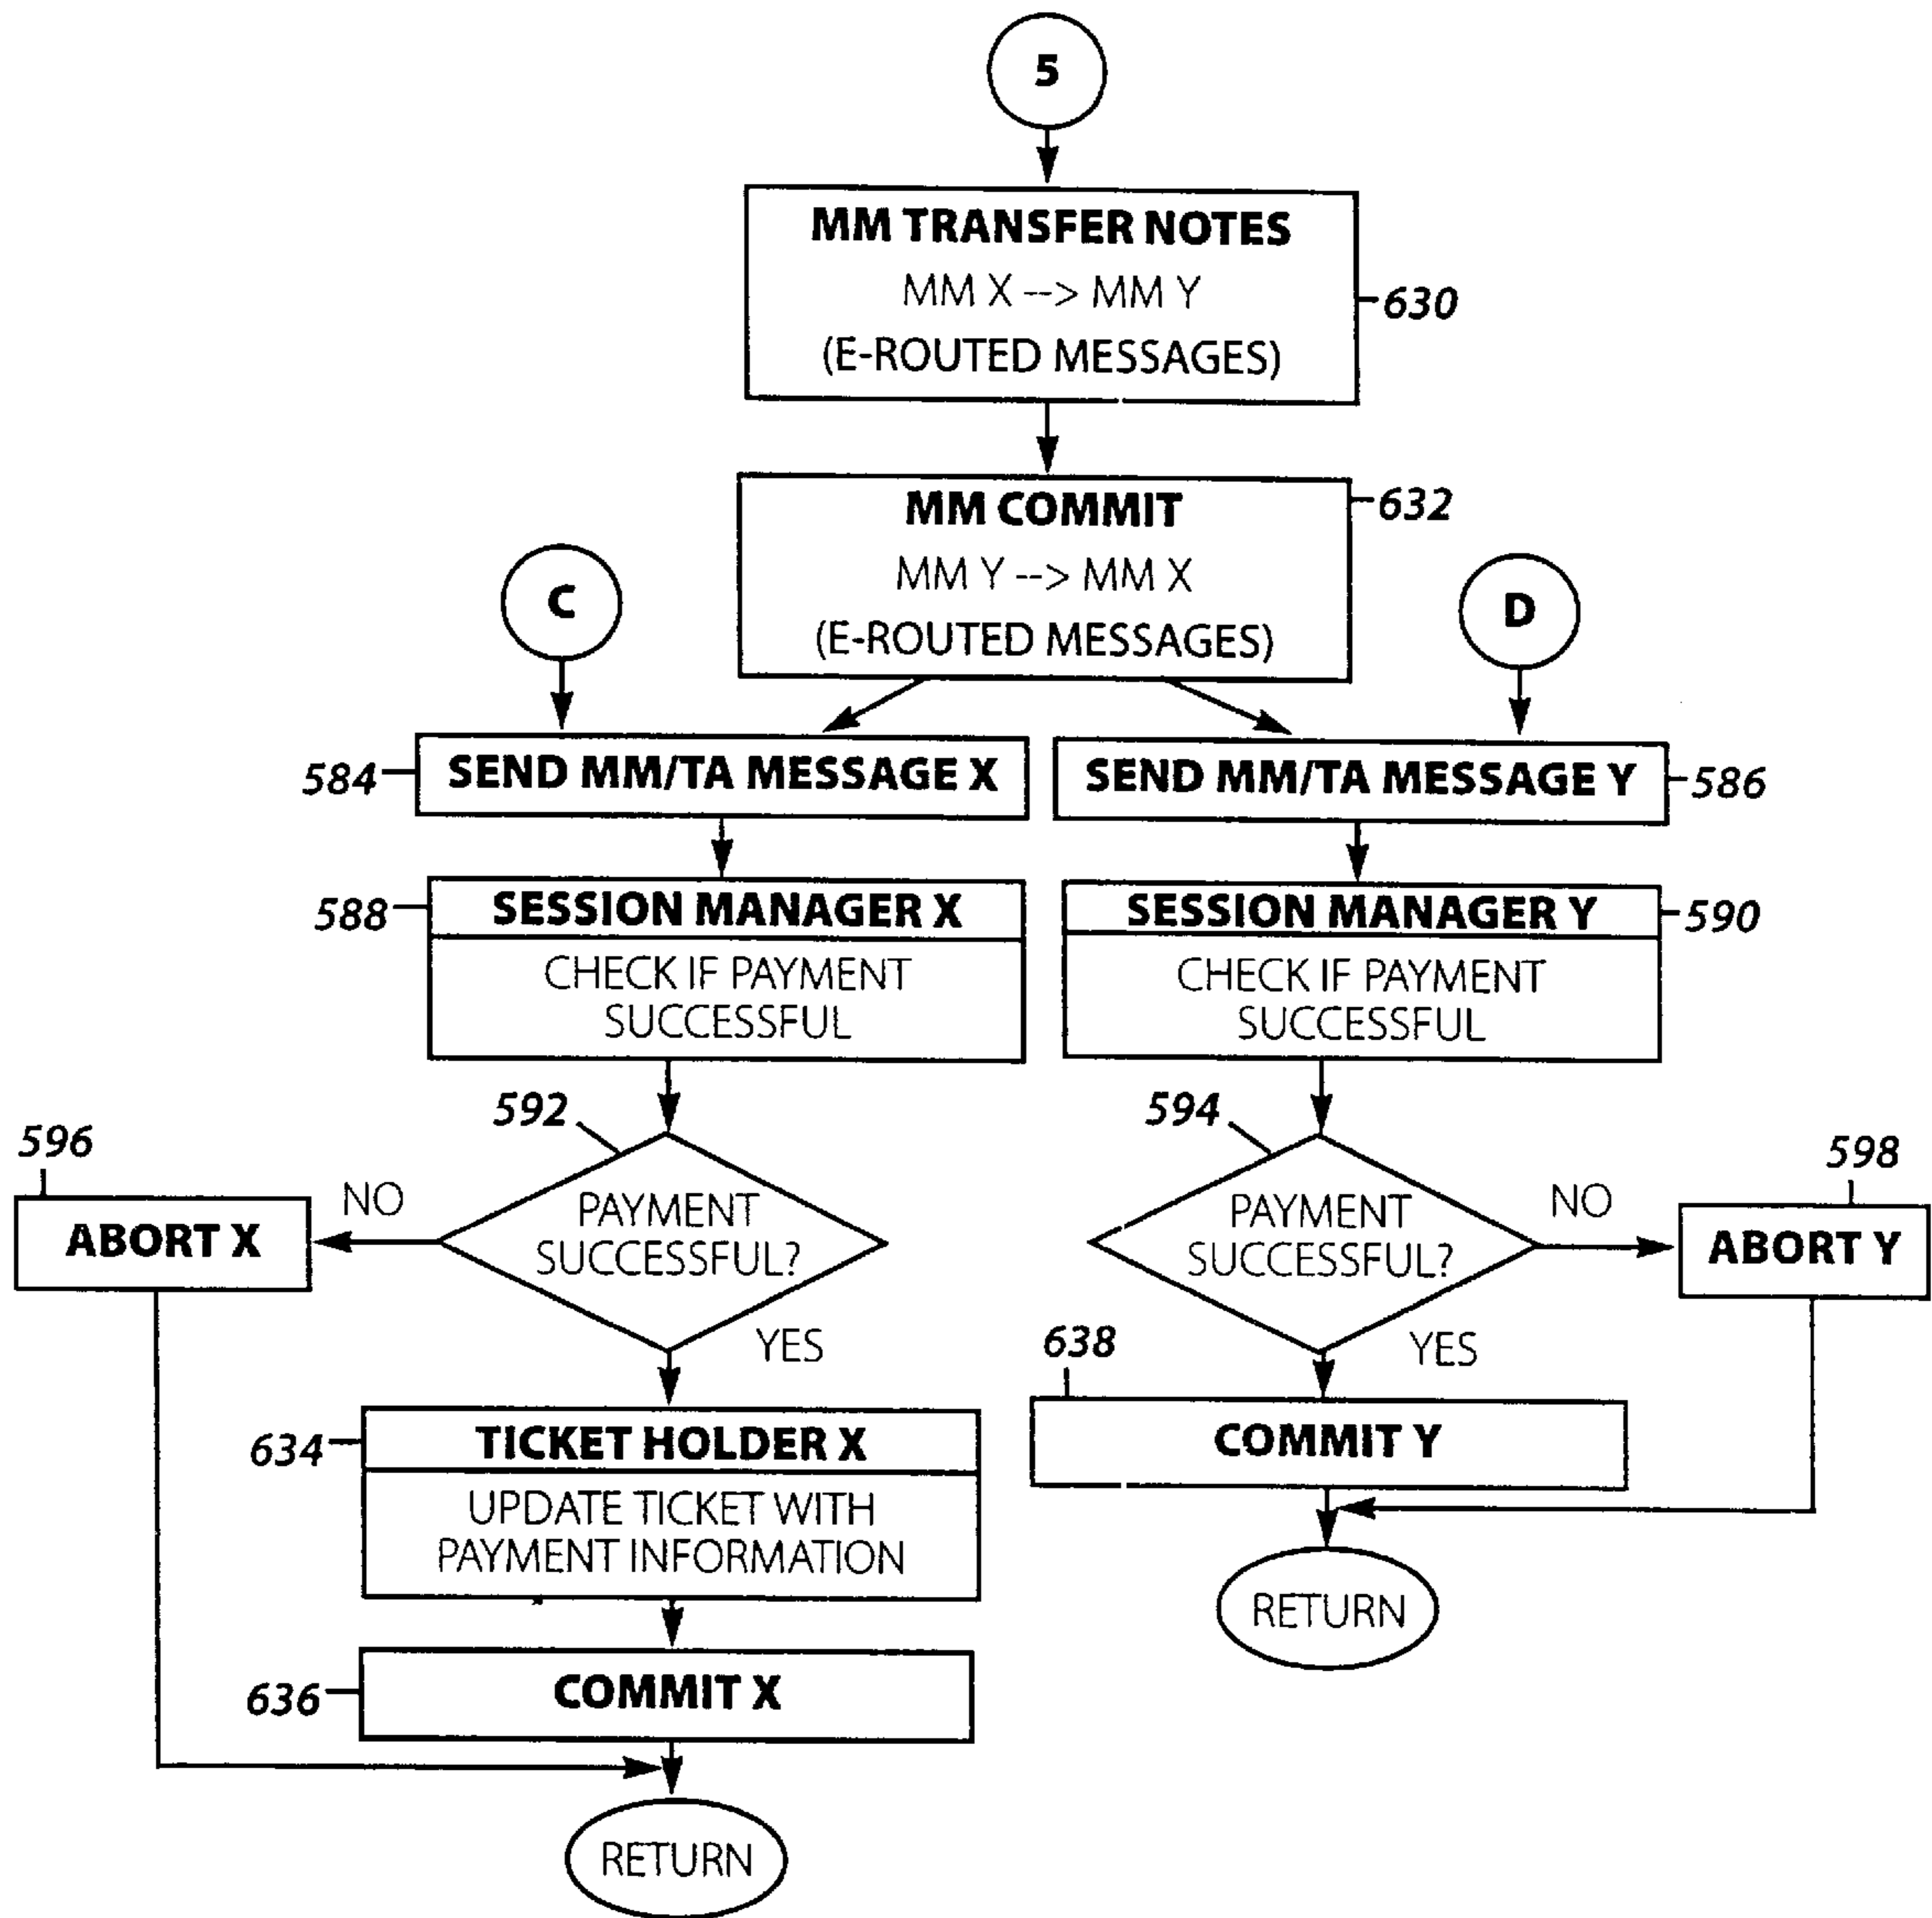 5
MM TRANSFER NOTES
MM X --> MM Y
(E-ROUTED MESSAGES)
630
MM COMMIT
MM Y --> MM X
(E-ROUTED MESSAGES)
632
C
D
584
SEND MM/TA MESSAGE X
SEND MM/TA MESSAGE Y
586
588
SESSION MANAGER X
CHECK IF PAYMENT
SUCCESSFUL
SESSION MANAGER Y
590
CHECK IF PAYMENT
SUCCESSFUL
592
594
596
598
ABORT X
NO
PAYMENT
SUCCESSFUL?
YES
PAYMENT
SUCCESSFUL?
NO
ABORT Y
YES
638
634
TICKET HOLDER X
UPDATE TICKET WITH
PAYMENT INFORMATION
COMMIT Y
RETURN
636
COMMIT X
RETURN